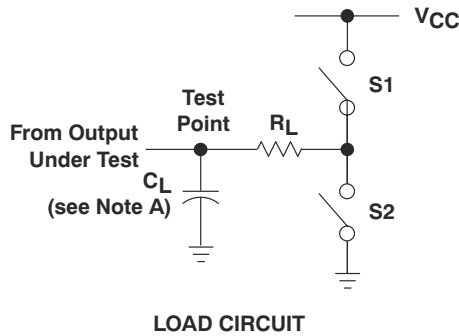 VCC
S1
Test
Point
RL
From Output
Under Test
CL
(see Note A)
S2
LOAD CIRCUIT